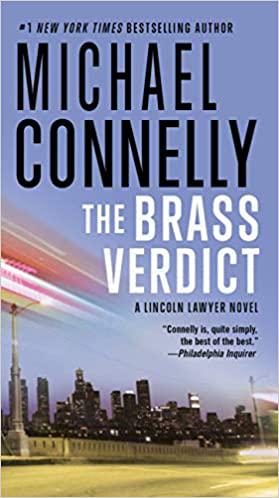 #1 NEW YORK TIMES BESTSELLING AUTHOR
MICHAEL
CONNELLY
THE BRASS
VERDICT
A LINCOLN LAWYER NOVEL
"Connelly is, quite simply,
the best of the best."
—Philadelphia Inquirer